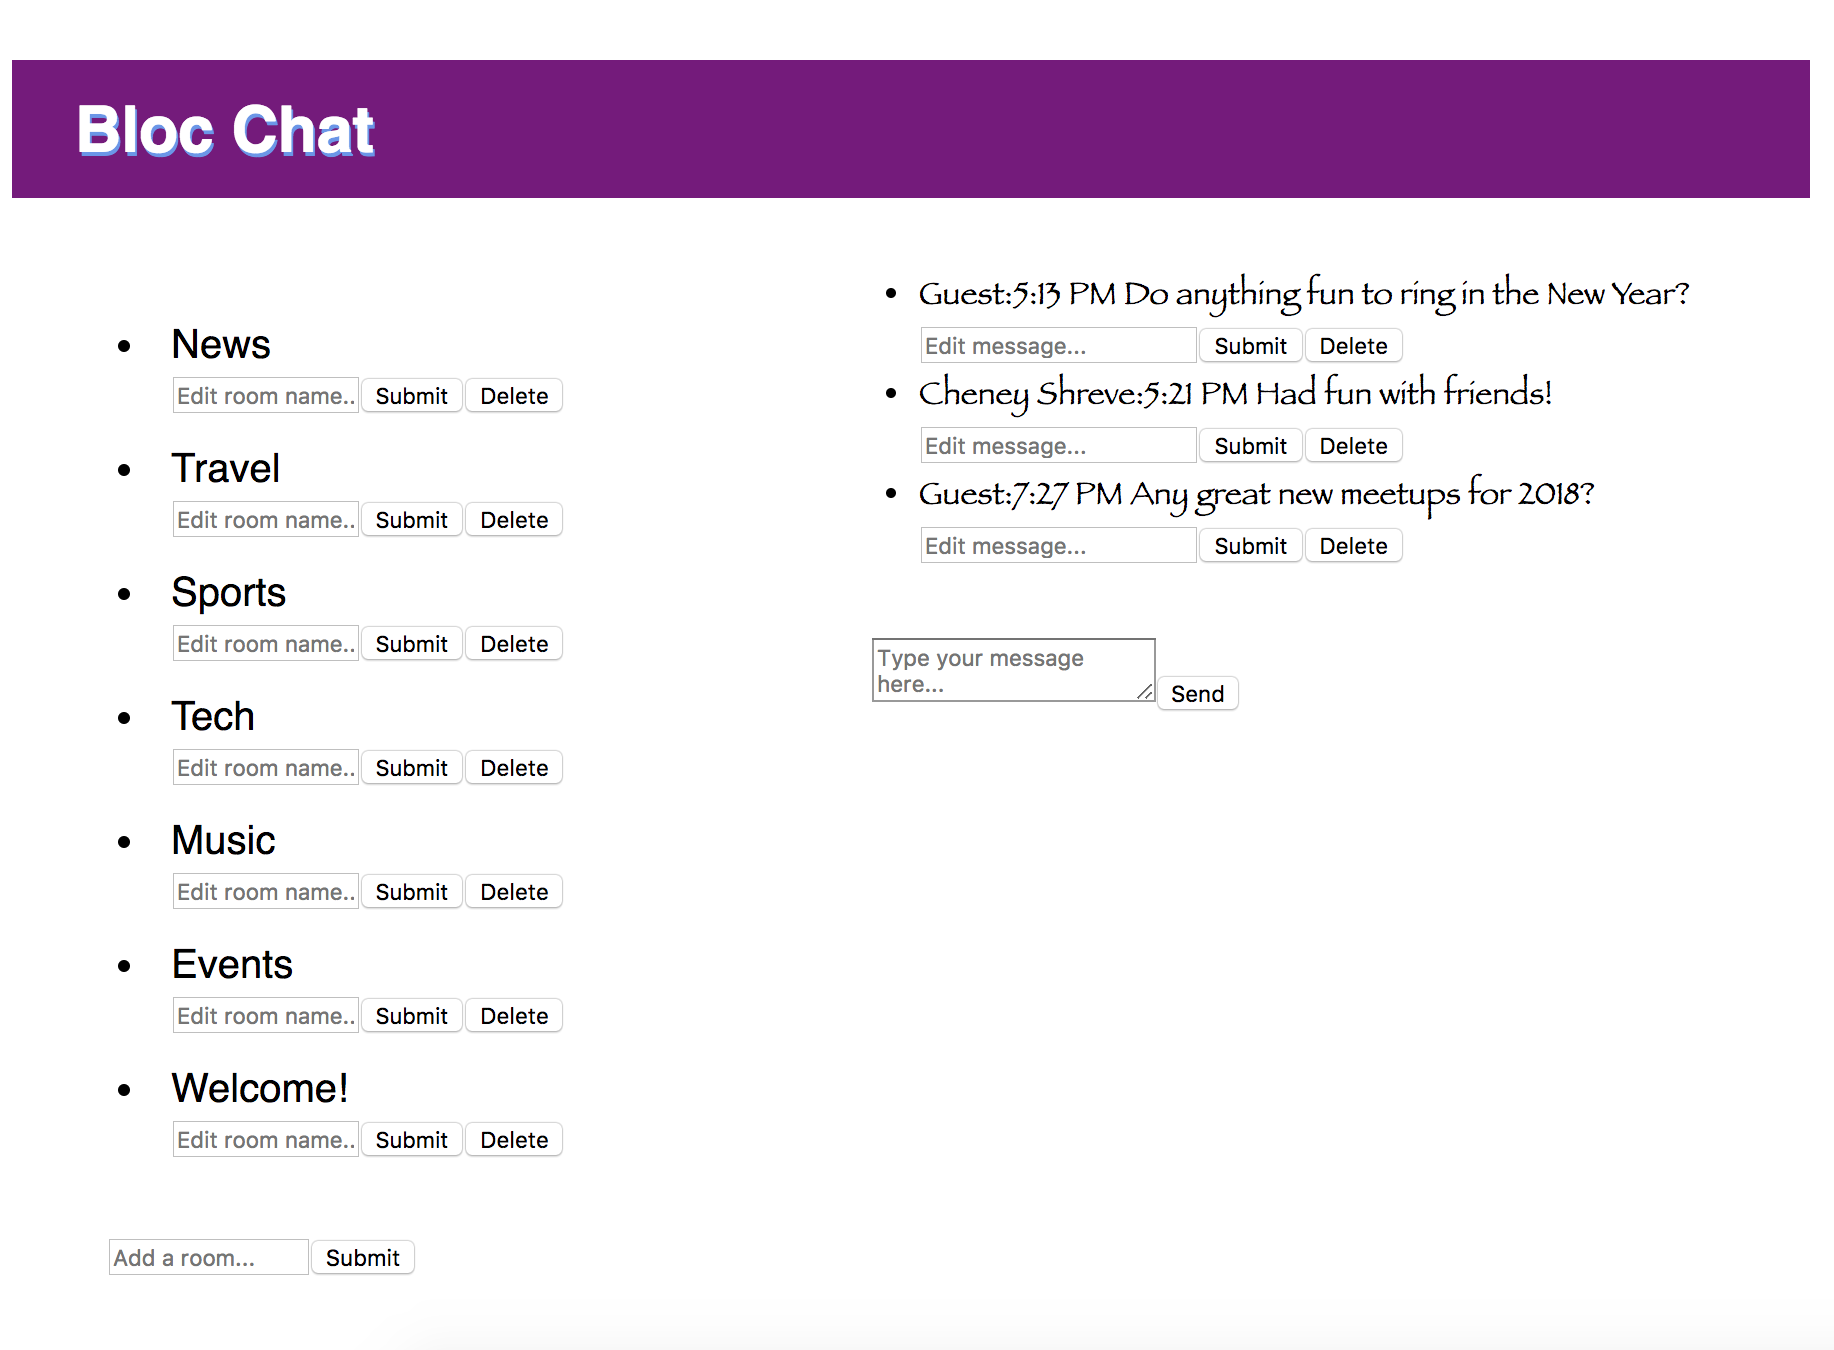 Bloc Chat
News
Edit room name.. Submit Delete
Travel
Edit room name.. Submit Delete
Sports
Edit room name.. Submit Delete
Tech
Edit room name.. Submit Delete
Music
Edit room name.. Submit Delete
Events
Edit room name.. Submit Delete
Welcome!
Edit room name.. Submit Delete
Add a room... Submit
Guest:5:13 PM Do anything fun to ring in the New Year?
Edit message... Submit Delete
Cheney Shreve:5:21 PM Had fun with friends!
Edit message... Submit Delete
Guest:7:27 PM Any great new meetups for 2018?
Edit message... Submit Delete
Type your message
here... Send